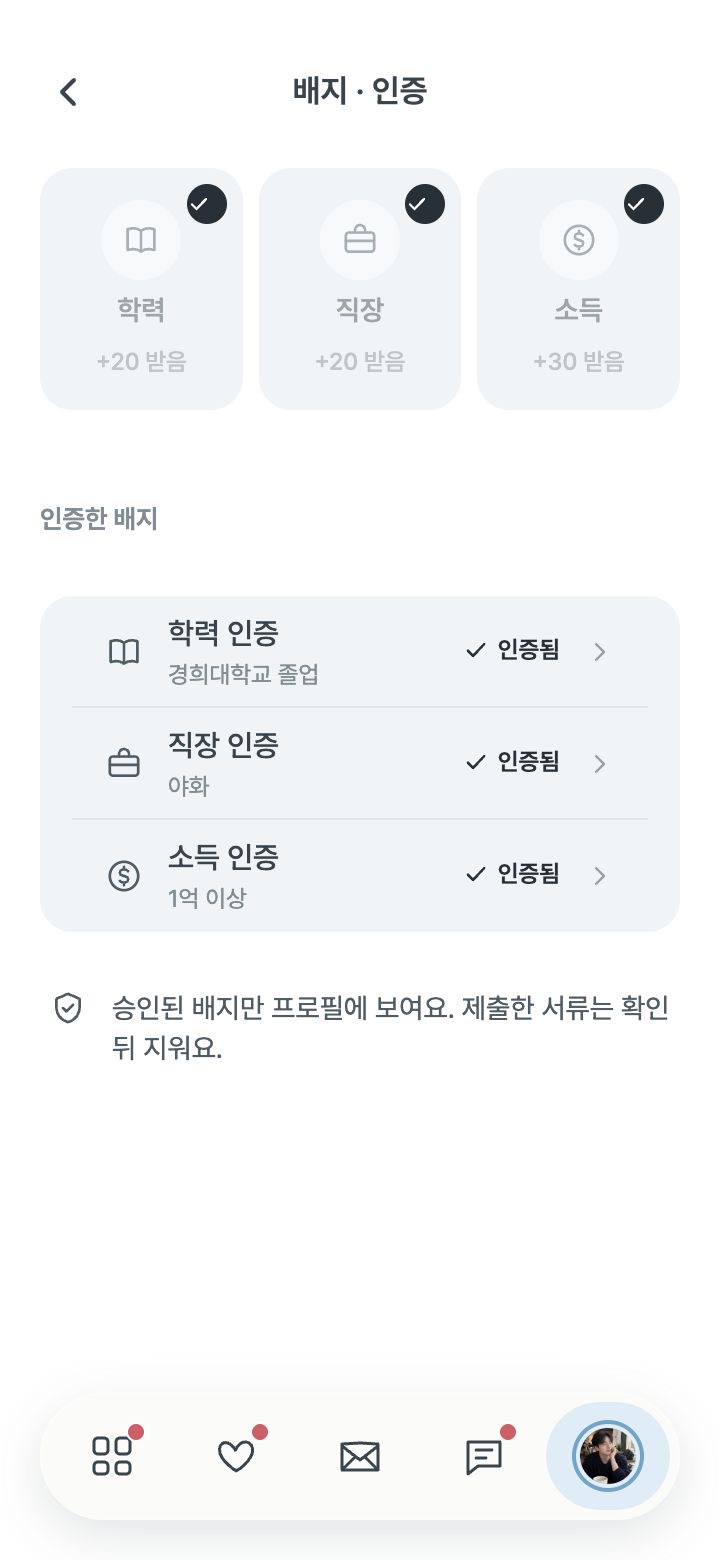 배지 · 인증
학력
직장
소득
+20 받음
+20 받음
+30 받음
인증한 배지
학력 인증
경희대학교 졸업
인증됨
직장 인증
야화
인증됨
소득 인증
1억 이상
인증됨
승인된 배지만 프로필에 보여요. 제출한 서류는 확인
뒤 지워요.